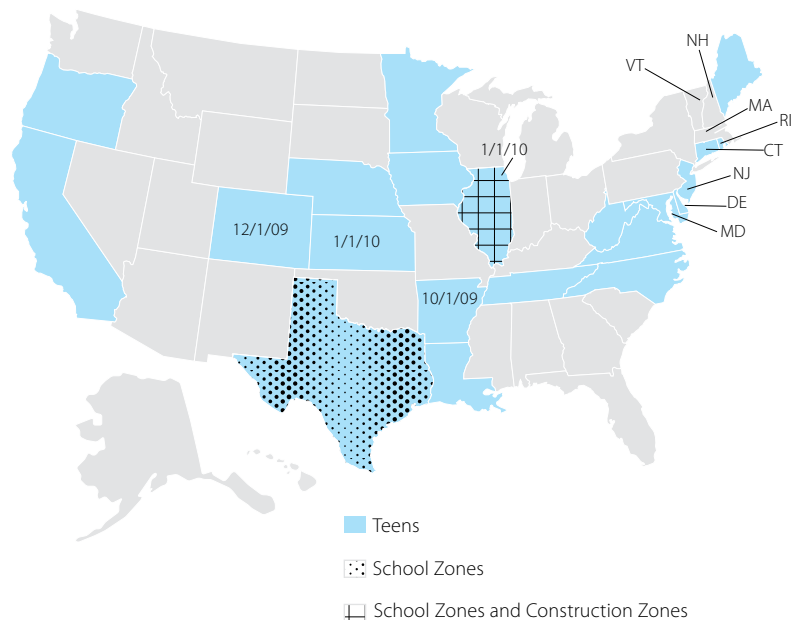 NH
VT
MA
RI
1/1/10
CT
NJ
DE
12/1/09
MD
1/1/10
10/1/09
Teens
School Zones
School Zones and Construction Zones